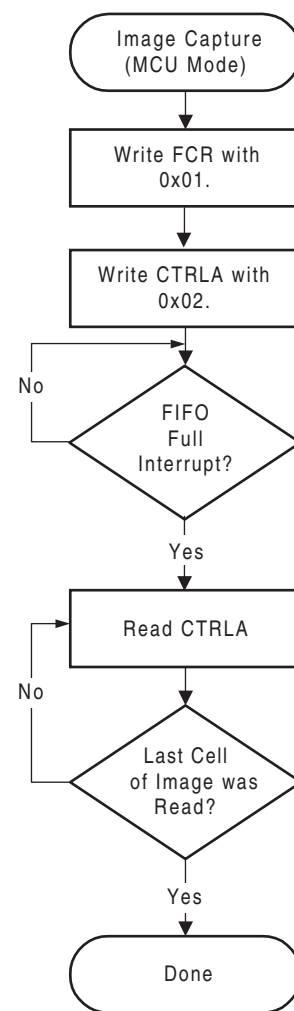 Image Capture
(MCU Mode)
Write FCR with
0x01.
Write CTRLA with
0x02.
No
FIFO
Full
Interrupt?
Yes
Read CTRLA
No
Last Cell
of Image was
Read?
Yes
Done